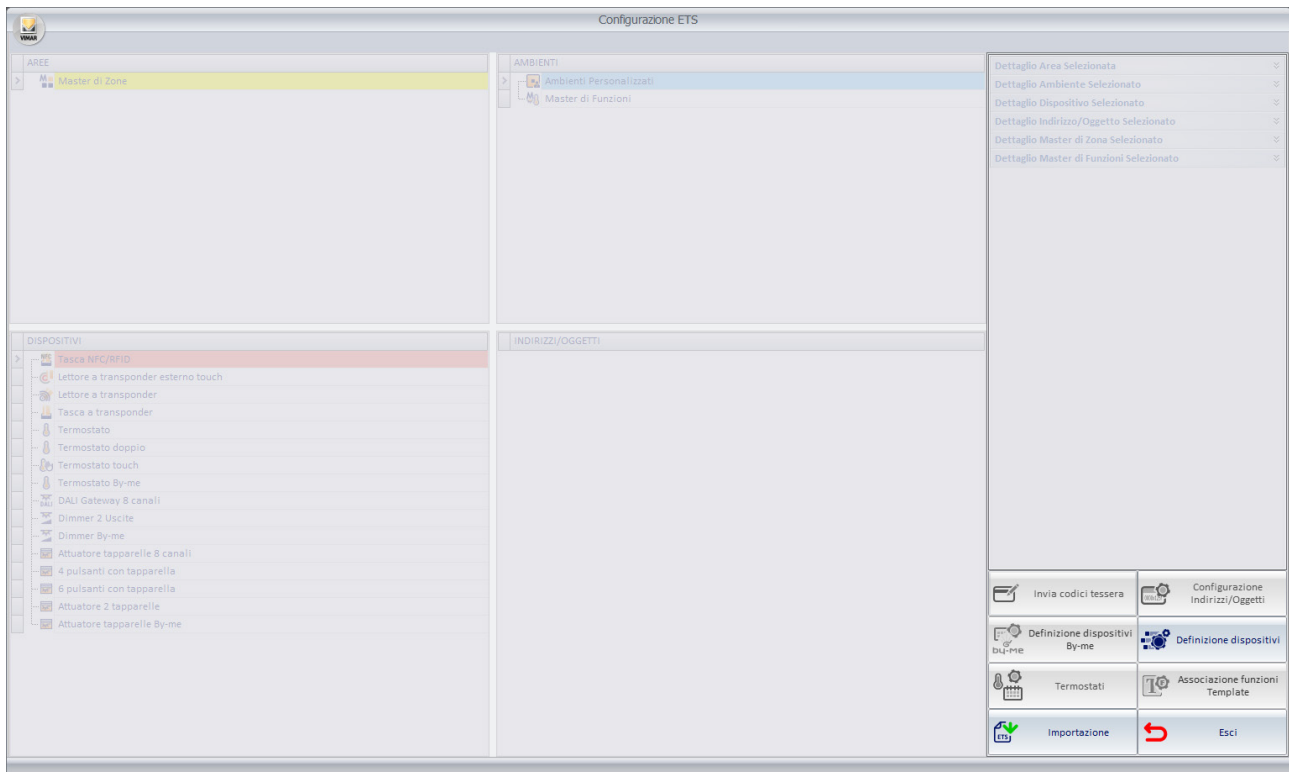 Configurazione ETS
VIMAR
AREE
Master di Zone
AMBIENTI
Ambienti Personalizzati
Master di Funzioni
Dettaglio Area Selezionata
Dettaglio Ambiente Selezionato
Dettaglio Dispositivo Selezionato
Dettaglio Indirizzo/Oggetto Selezionato
Dettaglio Master di Zona Selezionato
Dettaglio Master di Funzioni Selezionato
DISPOSITIVI
Tasca NFC/RFID
Lettore a transponder esterno touch
Lettore a transponder
Tasca a transponder
Termostato
Termostato doppio
Termostato touch
Termostato By-me
DALI Gateway 8 canali
Dimmer 2 Uscite
Dimmer By-me
Attuatore tapparelle 8 canali
4 pulsanti con tapparella
6 pulsanti con tapparella
Attuatore 2 tapparelle
Attuatore tapparelle By-me
INDIRIZZI/OGGETTI
Invia codici tessera
Configurazione
Indirizzi/Oggetti
by-me
Definizione dispositivi
By-me
Definizione dispositivi
Termostati
Associazione funzioni
Template
ETS
Importazione
Esci